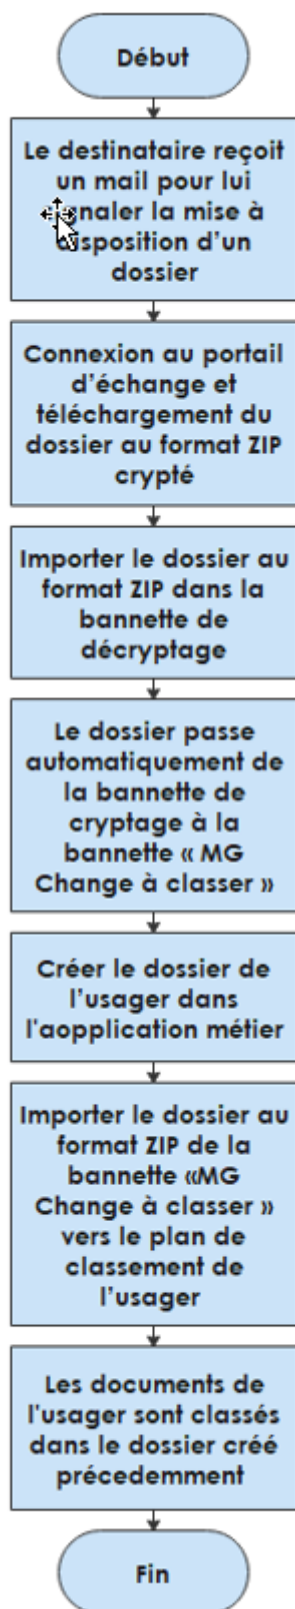 Début
Le destinataire reçoit
un mail pour lui
la mise à
d'un
dossier
Connexion au portail
d'échange et
téléchargement du
dossier au format ZIP
crypté
Importer le dossier au
format ZIP dans la
bannette de
décryptage
Le dossier passe
automatiquement de
la bannette de
cryptage à la
bannette « MG
Change à classer »
Créer le dossier de
l'usager dans
l'aopplication métier
Importer le dossier au
format ZIP de la
bannette «MG
Change à classer »
vers le plan de
classement de
l'usager
Les documents de
l'usager sont classés
dans le dossier créé
précedemment
Fin